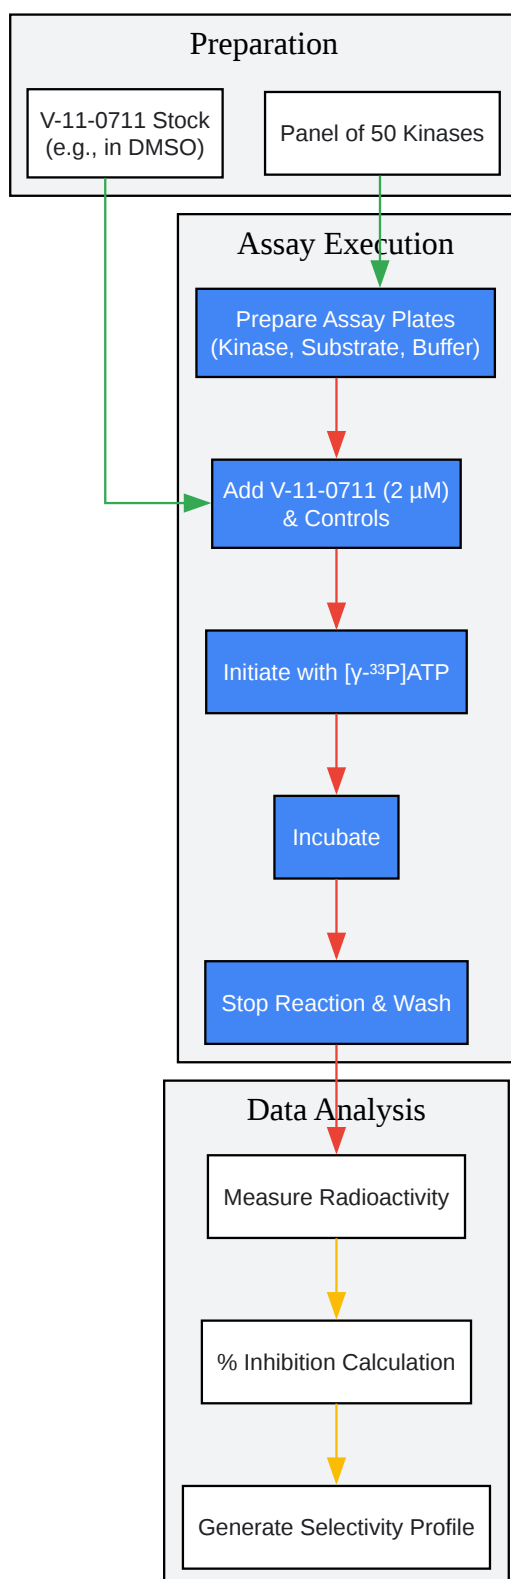 Preparation
V-11-0711 Stock
(e.g., in DMSO)
Panel of 50 Kinases
Assay Execution
Prepare Assay Plates
(Kinase, Substrate, Buffer)
Add V-11-0711 (2 µM)
& Controls
Initiate with [γ-³³P]ATP
Incubate
Stop Reaction & Wash
Data Analysis
Measure Radioactivity
% Inhibition Calculation
Generate Selectivity Profile